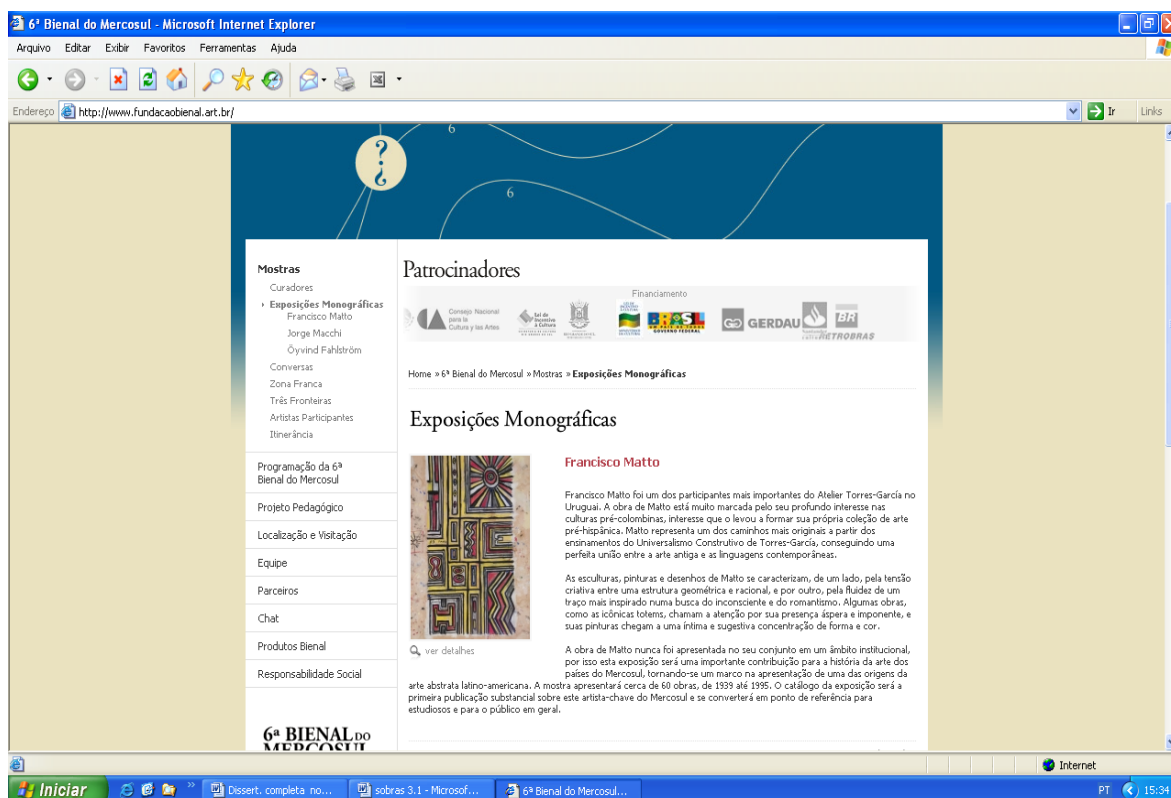 6ª Bienal do Mercosul - Microsoft Internet Explorer
Arquivo Editar Exibir Favoritos Ferramentas Ajuda
Endereço http://www.fundacaobienal.art.br/ Ir Links
?
¿
6
6
Mostras
Curadores
Exposições Monográficas
Francisco Matto
Jorge Macchi
Öyvind Fahlström
Conversas
Zona Franca
Três Fronteiras
Artistas Participantes
Itinerância
Programação da 6ª
Bienal do Mercosul
Projeto Pedagógico
Localização e Visitação
Equipe
Parceiros
Chat
Produtos Bienal
Responsabilidade Social
6ª BIENAL DO
MERCOSUL
Patrocinadores
Financiamento
Consejo Nacional
para la
Cultura y las Artes
Lei de
Incentivo
à Cultura
BRASIL
UM PAÍS DE TODOS
GOVERNO FEDERAL
GERDAU
BR
PETROBRAS
Home » 6ª Bienal do Mercosul » Mostras » Exposições Monográficas
Exposições Monográficas
Francisco Matto
Francisco Matto foi um dos participantes mais importantes do Atelier Torres-García no
Uruguai. A obra de Matto está muito marcada pelo seu profundo interesse nas
culturas pré-colombinas, interesse que o levou a formar sua própria coleção de arte
pré-hispânica. Matto representa um dos caminhos mais originais a partir dos
ensinamentos do Universalismo Construtivo de Torres-García, conseguindo uma
perfeita união entre a arte antiga e as linguagens contemporâneas.
As esculturas, pinturas e desenhos de Matto se caracterizam, de um lado, pela tensão
criativa entre uma estrutura geométrica e racional, e por outro, pela fluidez de um
traço mais inspirado numa busca do inconsciente e do romantismo. Algumas obras,
como as icônicas totems, chamam a atenção por sua presença áspera e imponente, e
suas pinturas chegam a uma íntima e sugestiva concentração de forma e cor.
ver detalhes
A obra de Matto nunca foi apresentada no seu conjunto em um âmbito institucional,
por isso esta exposição será uma importante contribuição para a história da arte dos
países do Mercosul, tornando-se um marco na apresentação de uma das origens da
arte abstrata latino-americana. A mostra apresentará cerca de 60 obras, de 1939 até 1995. O catálogo da exposição será a
primeira publicação substancial sobre este artista-chave do Mercosul e se converterá em ponto de referência para
estudiosos e para o público em geral.
Internet
Iniciar » Dissert. completa no... sobras 3.1 - Microsof... 6ª Bienal do Mercosul... PT 15:34